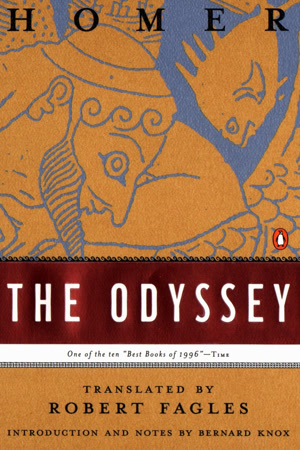 HOMER
THE ODYSSEY
One of the ten "Best Books of 1996"—TIME
TRANSLATED BY
ROBERT FAGLES
INTRODUCTION AND NOTES BY BERNARD KNOX